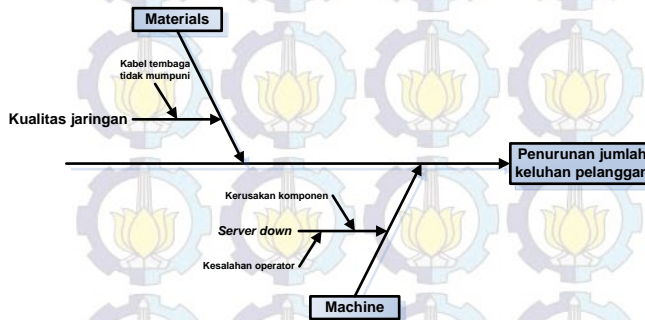 Materials
Kabel tembaga
tidak mumpuni
Kualitas jaringan
Penurunan jumlah
keluhan pelanggan
Kerusakan komponen
Server down
Kesalahan operator
Machine